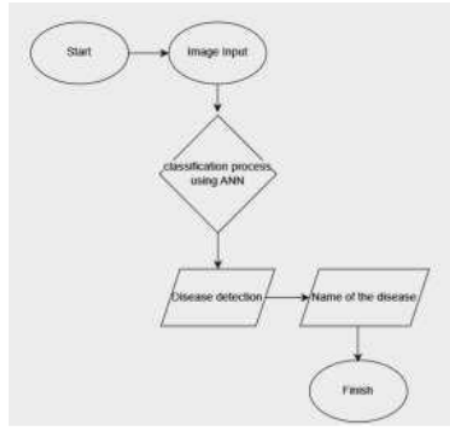 Start
Image Input
classification process
using ANN
Disease detection
Name of the disease
Finish